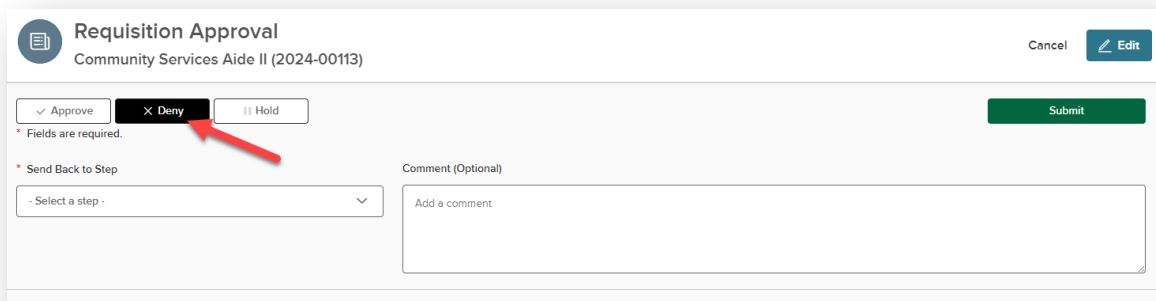 Requisition Approval
Community Services Aide II (2024-00113)
Cancel
Edit
Approve
Deny
Hold
Submit
* Fields are required.
* Send Back to Step
Comment (Optional)
- Select a step -
Add a comment